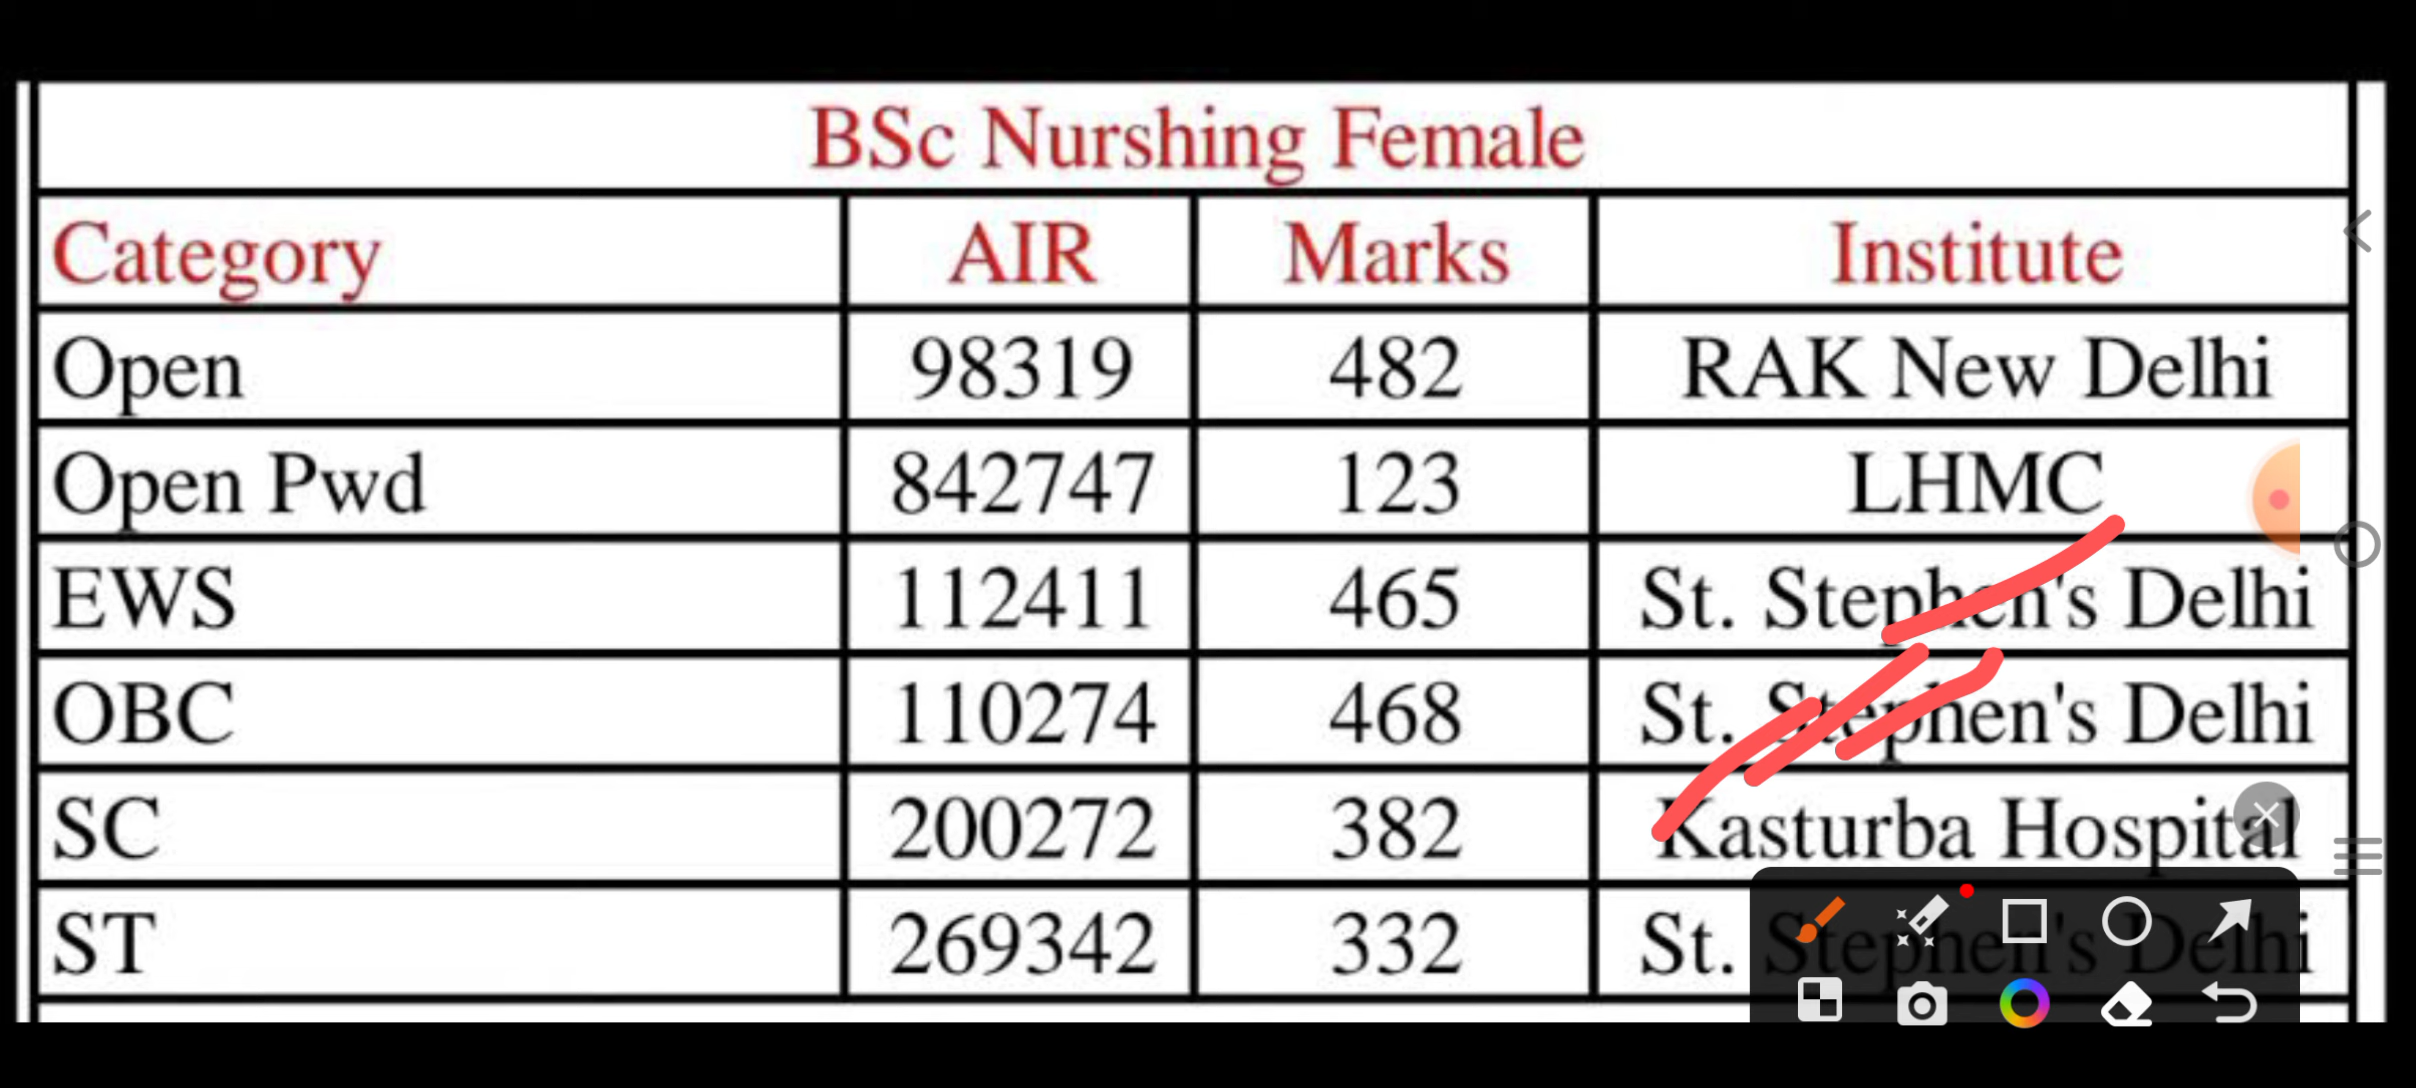 BSc Nurshing Female
Category AIR Marks Institute
Open 98319 482 RAK New Delhi
Open Pwd 842747 123 LHMC
EWS 112411 465 St. Stephen's Delhi
OBC 110274 468 St. Stephen's Delhi
SC 200272 382 Kasturba Hospital
ST 269342 332 St. Stephen's Delhi